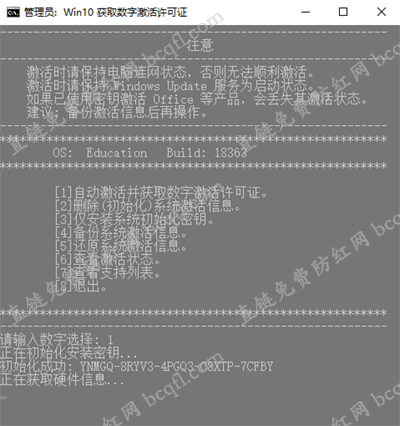 管理员: Win10 获取数字激活许可证
注意
激活时请保持电脑连网状态，否则无法顺利激活。
激活时请保持 Windows Update 服务为启动状态。
如果已使用密钥激活 Office 等产品，会丢失其激活状态。
建议：备份激活信息后再操作。
OS: Education Build: 18363
[1]自动激活并获取数字激活许可证。
[2]删除(初始化)系统激活信息。
[3]仅安装系统初始化密钥。
[4]备份系统激活信息。
[5]还原系统激活信息。
[6]查看激活状态。
[7]查看支持列表。
[8]退出。
请输入数字选择: 1
正在初始化安装密钥...
初始化成功: YNMGQ-8RYV3-4PGQ3-C8XTP-7CFBY
正在获取硬件信息...
直链免费防红网 bcqfl.com